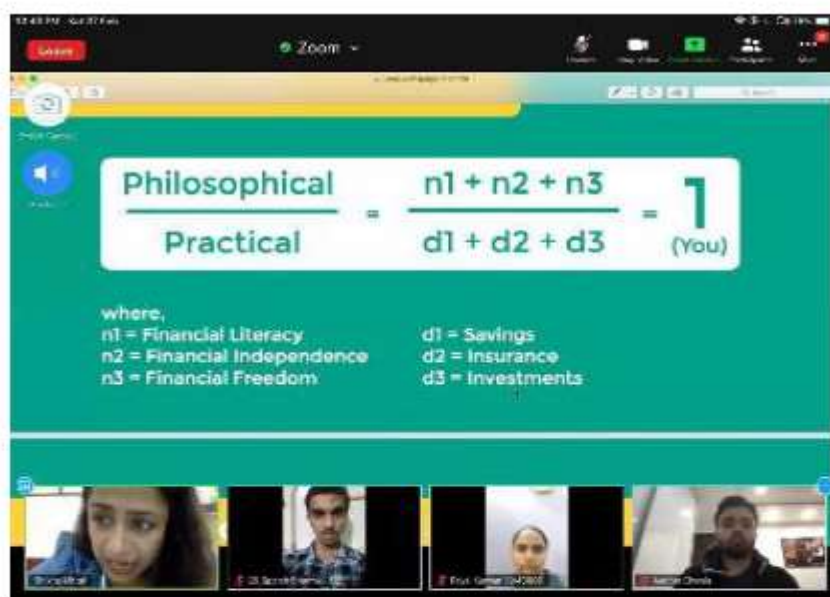 Leave
Zoom
Philosophical
Practical
=
n1 + n2 + n3
d1 + d2 + d3
=
1
(You)
where,
n1 = Financial Literacy
n2 = Financial Independence
n3 = Financial Freedom
d1 = Savings
d2 = Insurance
d3 = Investments